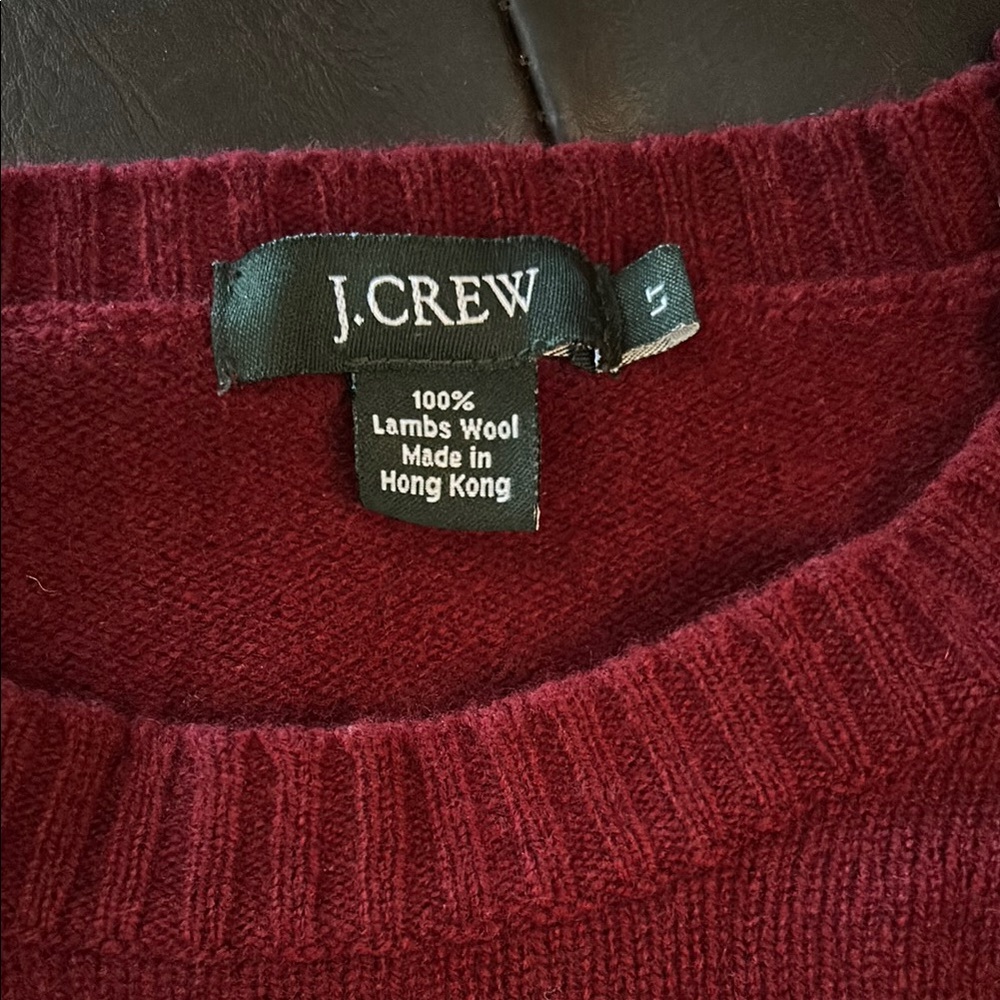 J.CREW
100%
Lambs Wool
Made in
Hong Kong